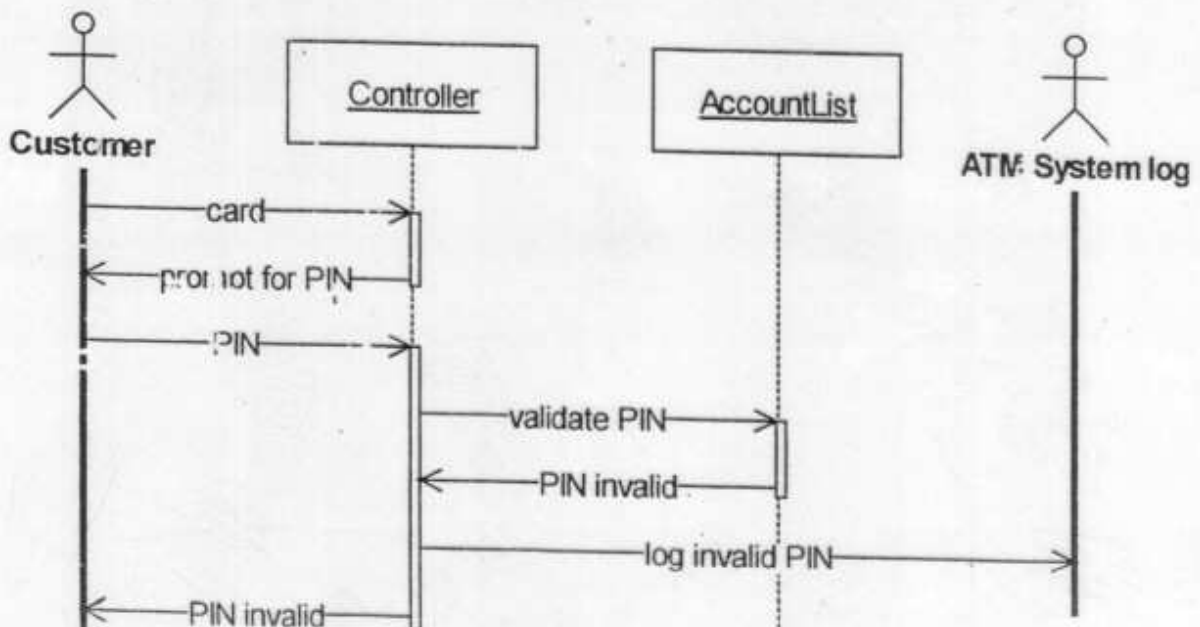 Controller
AccountList
Customer
ATM System log
card
prompt for PIN
PIN
validate PIN
PIN invalid
log invalid PIN
PIN invalid